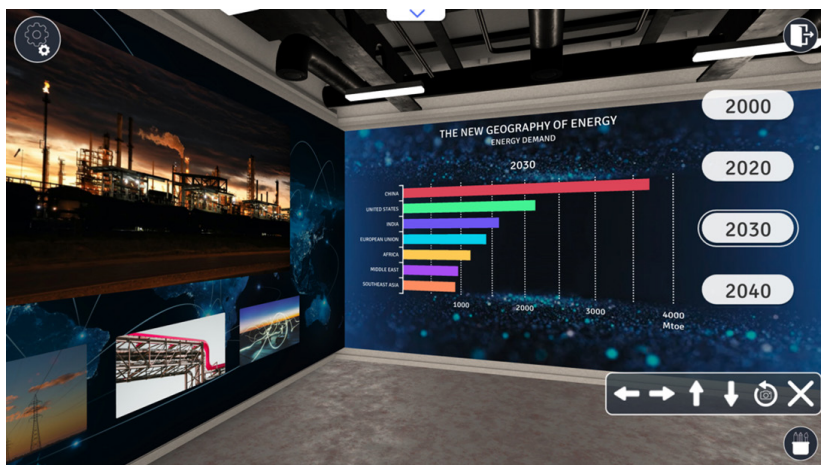 THE NEW GEOGRAPHY OF ENERGY
ENERGY DEMAND
2030
CHINA
UNITED STATES
INDIA
EUROPEAN UNION
AFRICA
MIDDLE EAST
SOUTHEAST ASIA
1000
2000
3000
4000
Mtoe
2000
2020
2030
2040